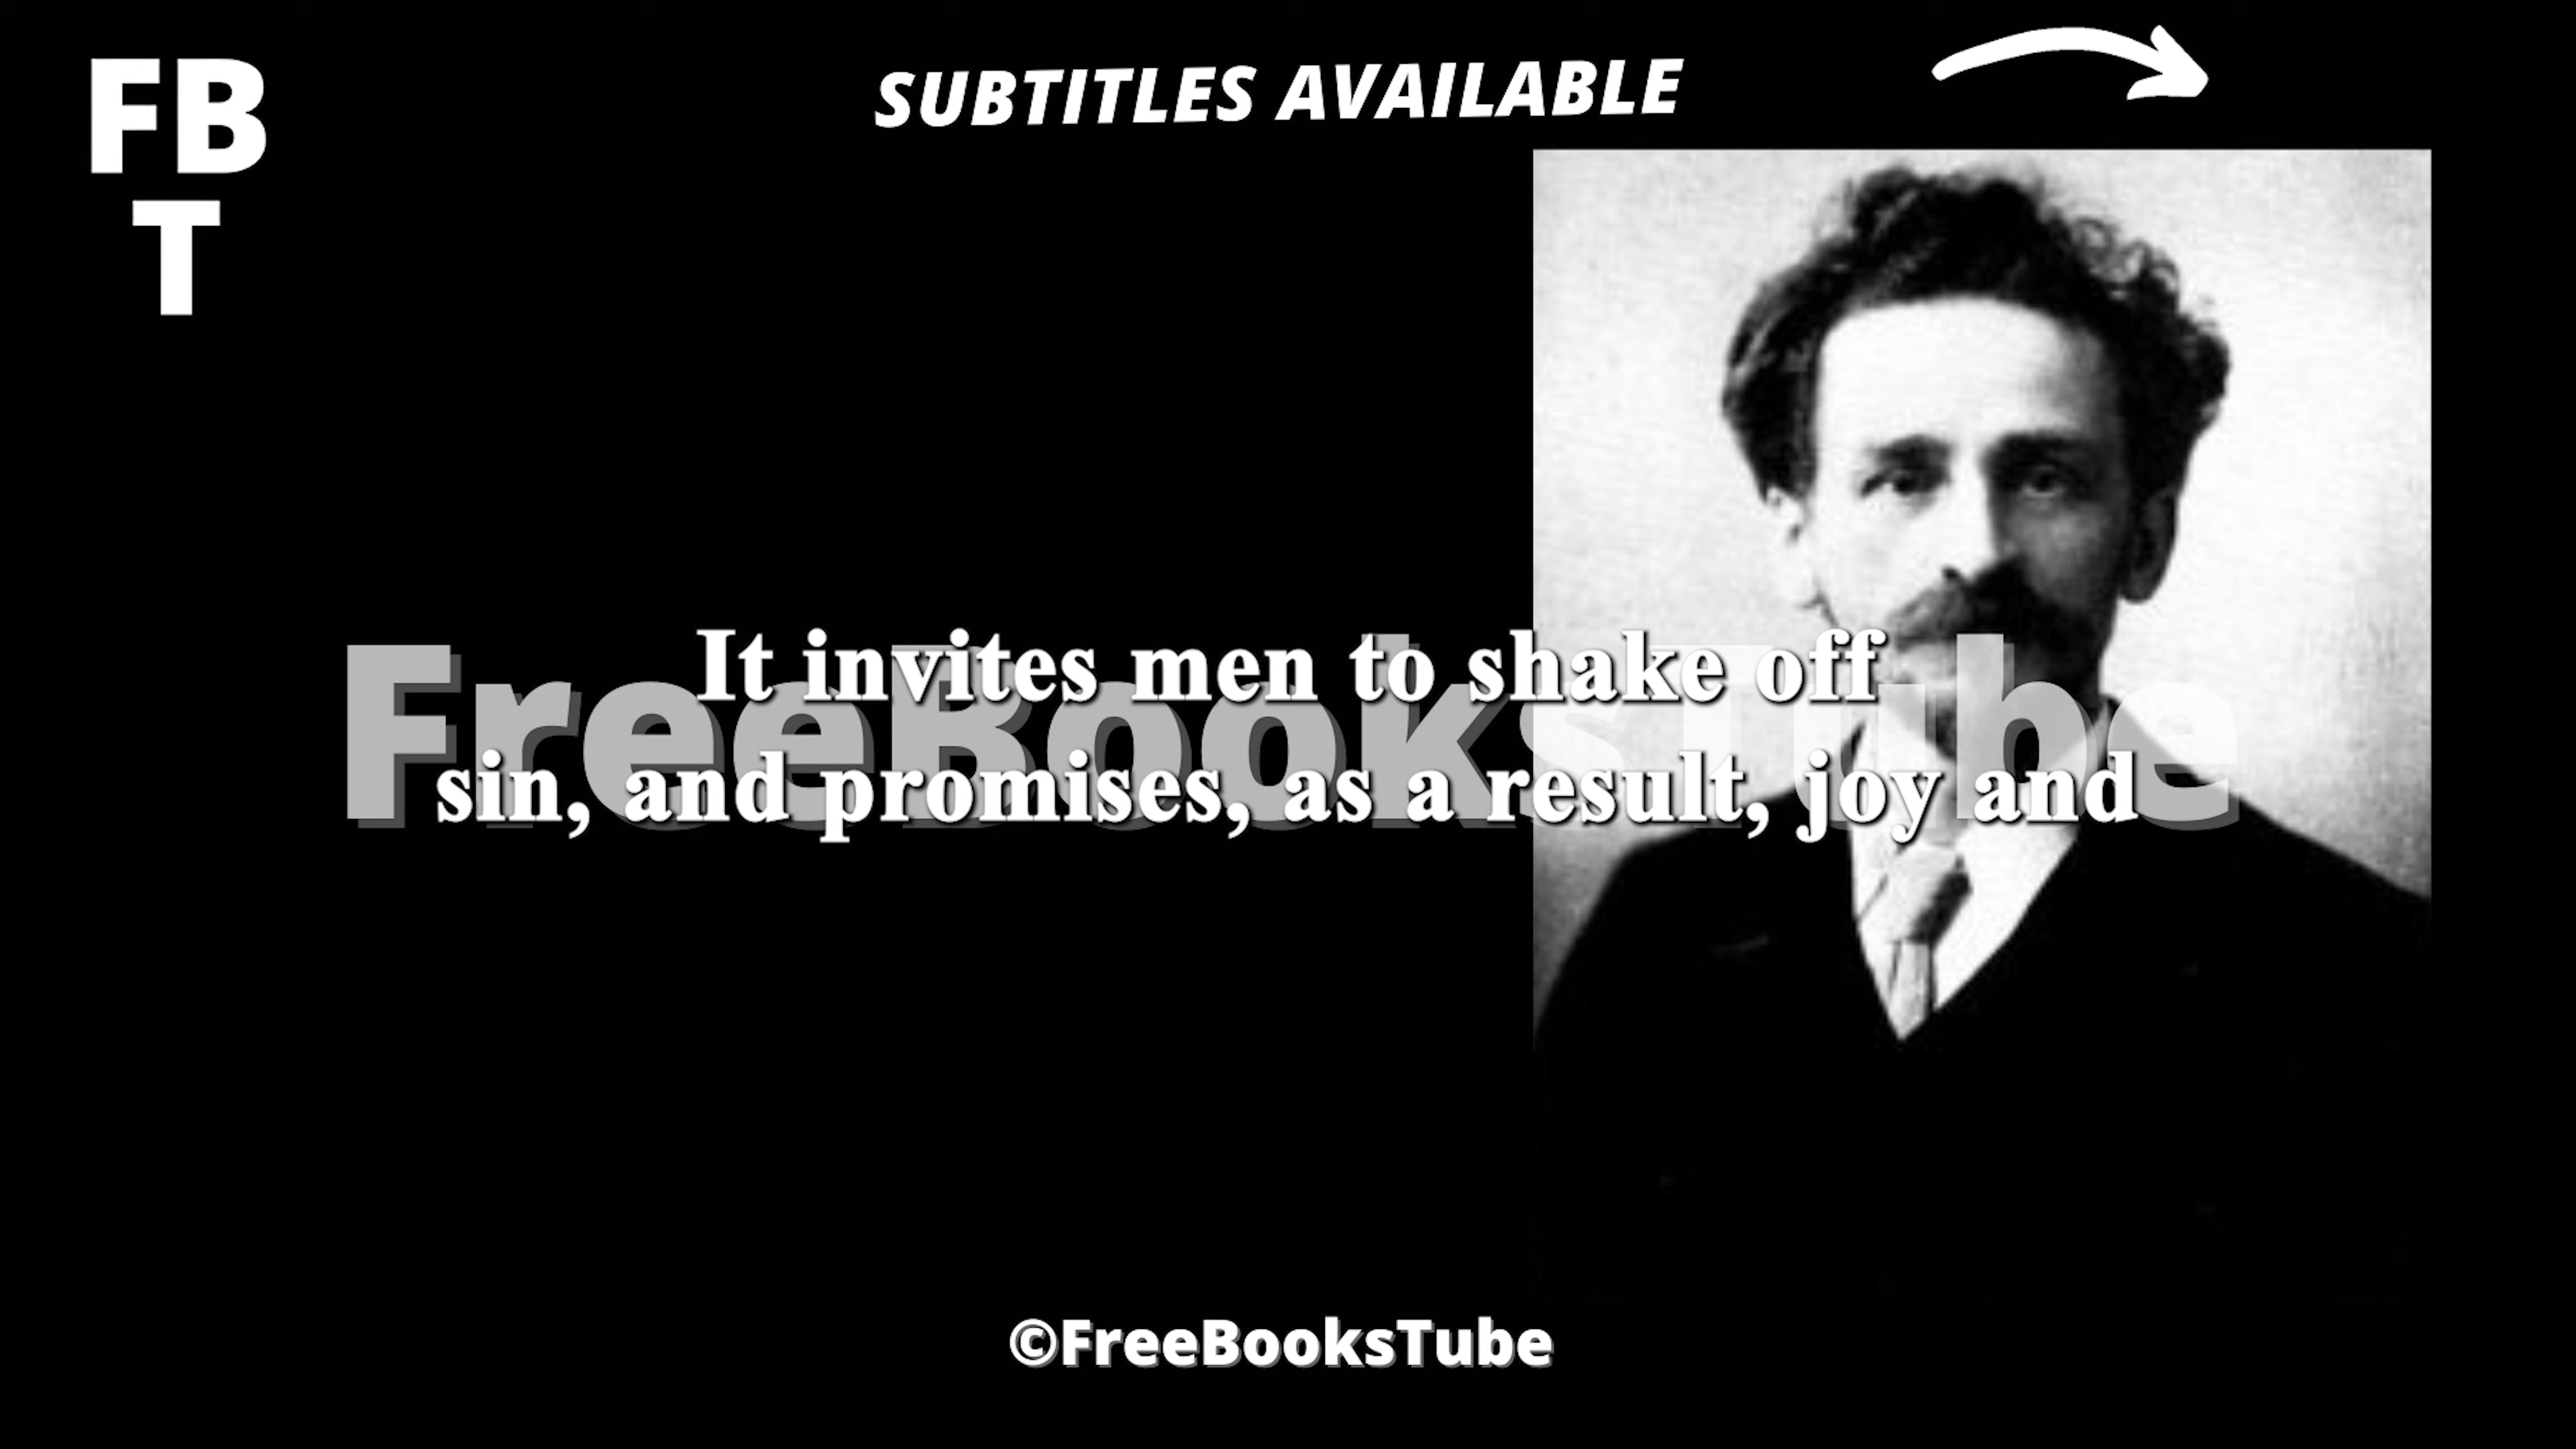 FB
T
SUBTITLES AVAILABLE
FreeBooksTube
It invites men to shake off
sin, and promises, as a result, joy and
©FreeBooksTube